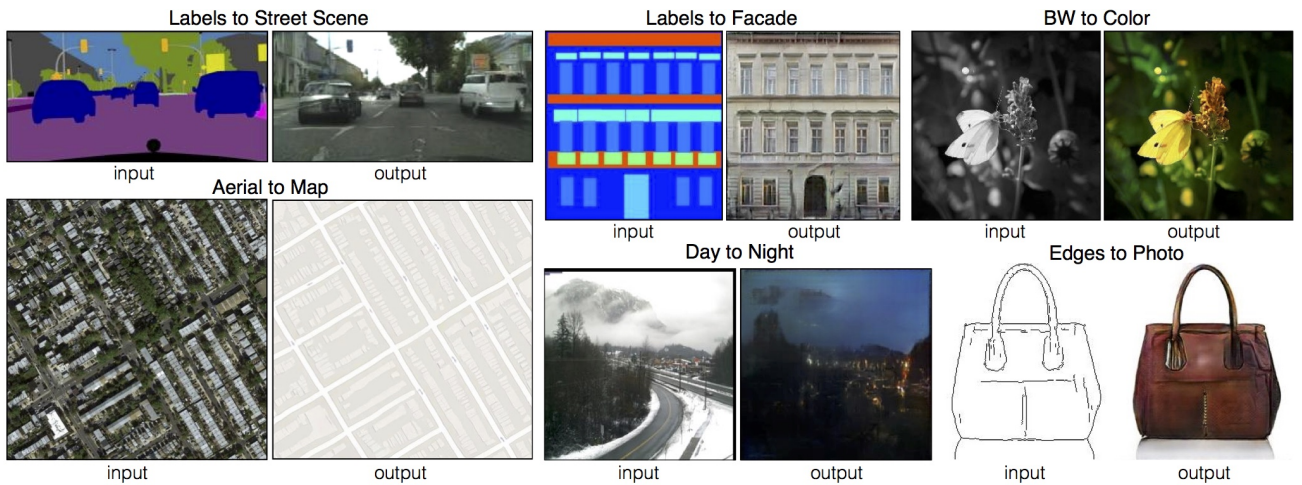 Labels to Street Scene
input
output
Aerial to Map
input
output
Labels to Facade
input
output
BW to Color
input
output
Day to Night
input
output
Edges to Photo
input
output